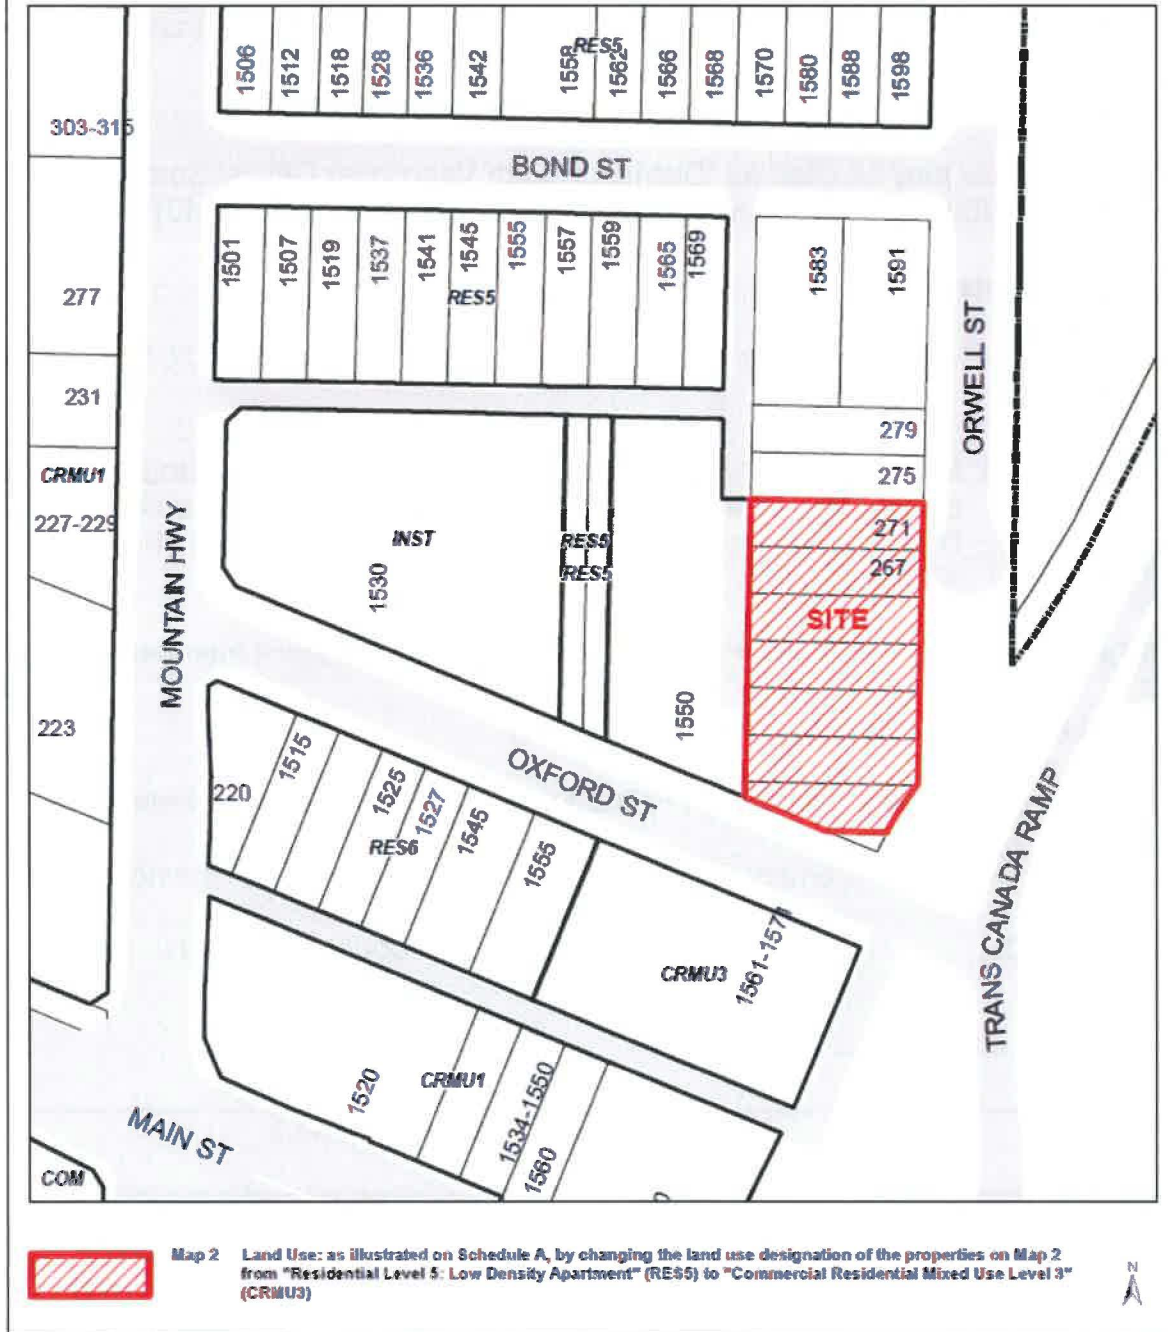 1506
1512
1518
1528
1536
1542
1558
RES5
1562
1566
1568
1570
1580
1588
1598
303-315
BOND ST
1501
1507
1519
1537
1541
1545
1555
1557
1559
1565
1569
1583
1591
RES5
277
231
CRMU1
227-229
223
MOUNTAIN HWY
ORWELL ST
279
275
271
267
SITE
INST
1530
RES5
RES5
1550
OXFORD ST
220
1515
1525
1527
1545
1555
RES6
CRMU3
1561-1571
TRANS CANADA RAMP
1520
CRMU1
1534-1550
1560
MAIN ST
COM
Map 2 Land Use: as illustrated on Schedule A, by changing the land use designation of the properties on Map 2
from "Residential Level 5: Low Density Apartment" (RES5) to "Commercial Residential Mixed Use Level 3"
(CRMU3)
N